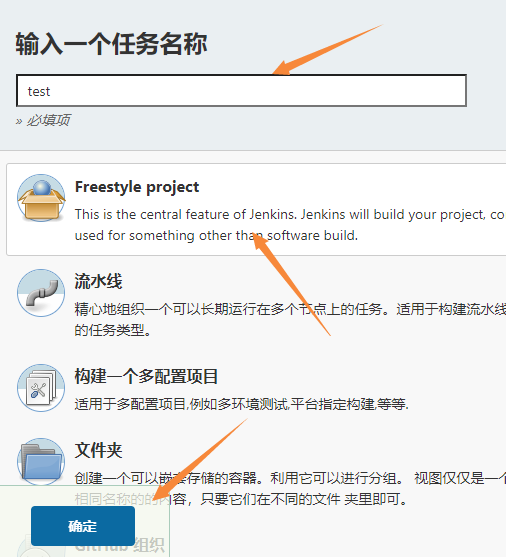 输入一个任务名称
test
» 必填项
Freestyle project
This is the central feature of Jenkins. Jenkins will build your project, co
used for something other than software build.
流水线
精心地组织一个可以长期运行在多个节点上的任务。适用于构建流水线
的任务类型。
构建一个多配置项目
适用于多配置项目,例如多环境测试,平台指定构建,等等.
文件夹
创建一个可以嵌套存储的容器。利用它可以进行分组。 视图仅仅是一个
相同名称的的内容，只要它们在不同的文件 夹里即可。
确定
GitHub 组织